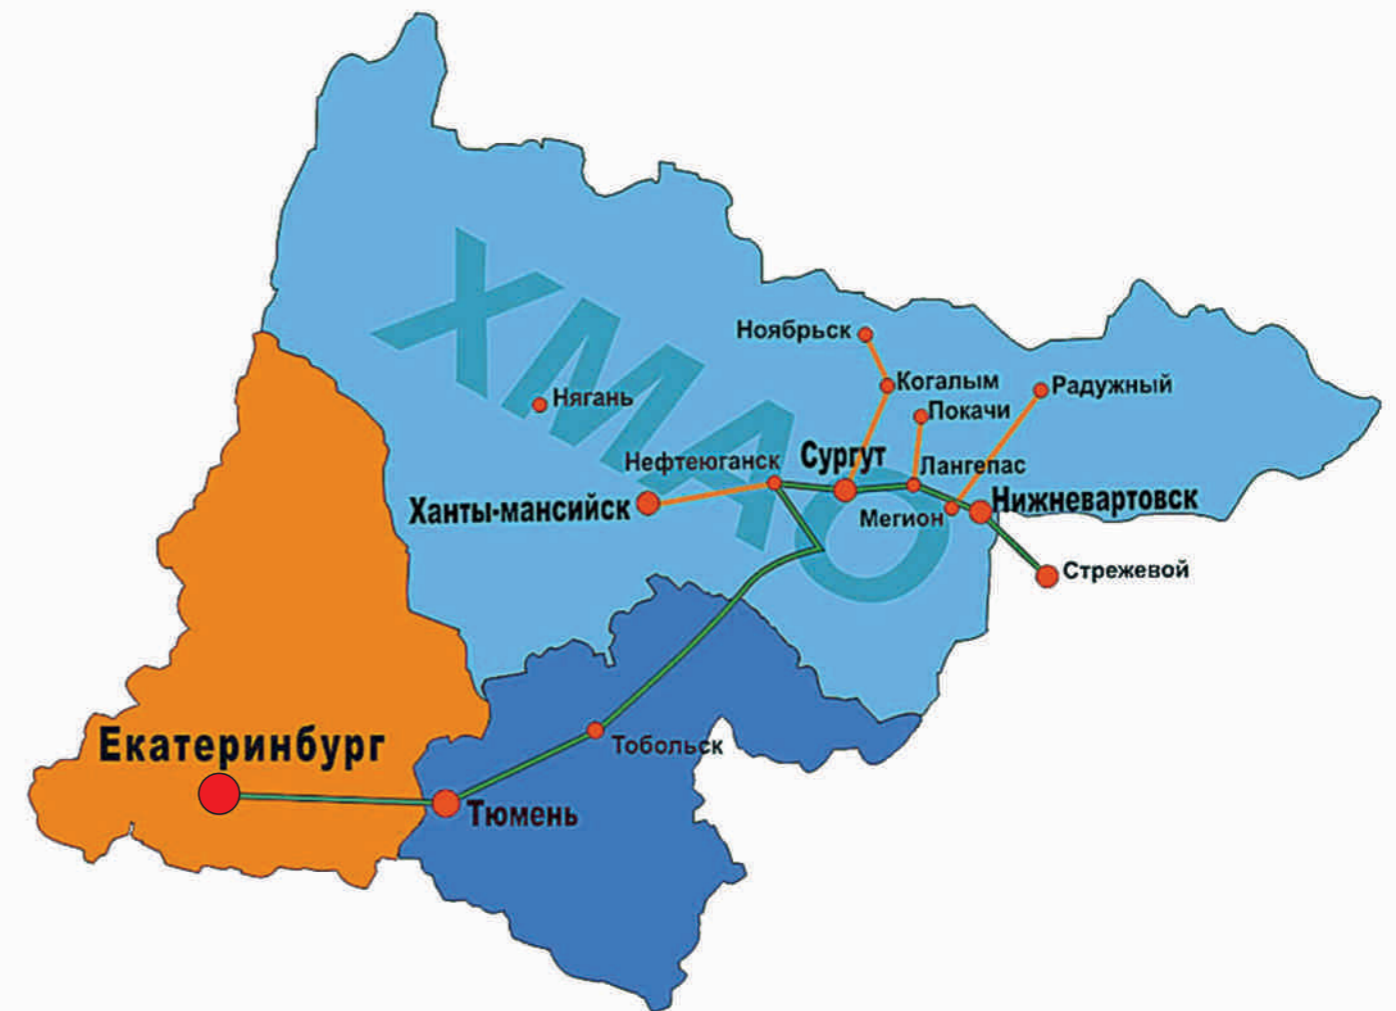 ХМАО
Ноябрьск
Когалым
Радужный
Нягань
Покачи
Нефтеюганск
Сургут
Лангепас
Ханты-мансийск
Мегион
Нижневартовск
Стрежевой
Екатеринбург
Тобольск
Тюмень